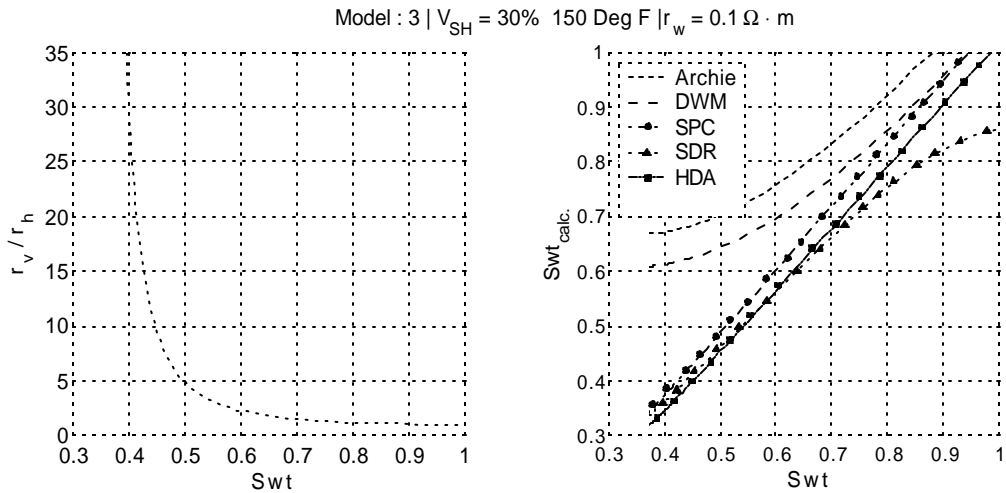 Model : 3 | V_SH = 30% 150 Deg F |r_w = 0.1 Ω · m
35
30
25
20
15
10
5
0
r_v / r_h
0.3 0.4 0.5 0.6 0.7 0.8 0.9 1
Swt
1
0.9
0.8
0.7
0.6
0.5
0.4
0.3
Swt_calc.
Archie
DWM
SPC
SDR
HDA
0.3 0.4 0.5 0.6 0.7 0.8 0.9 1
Swt